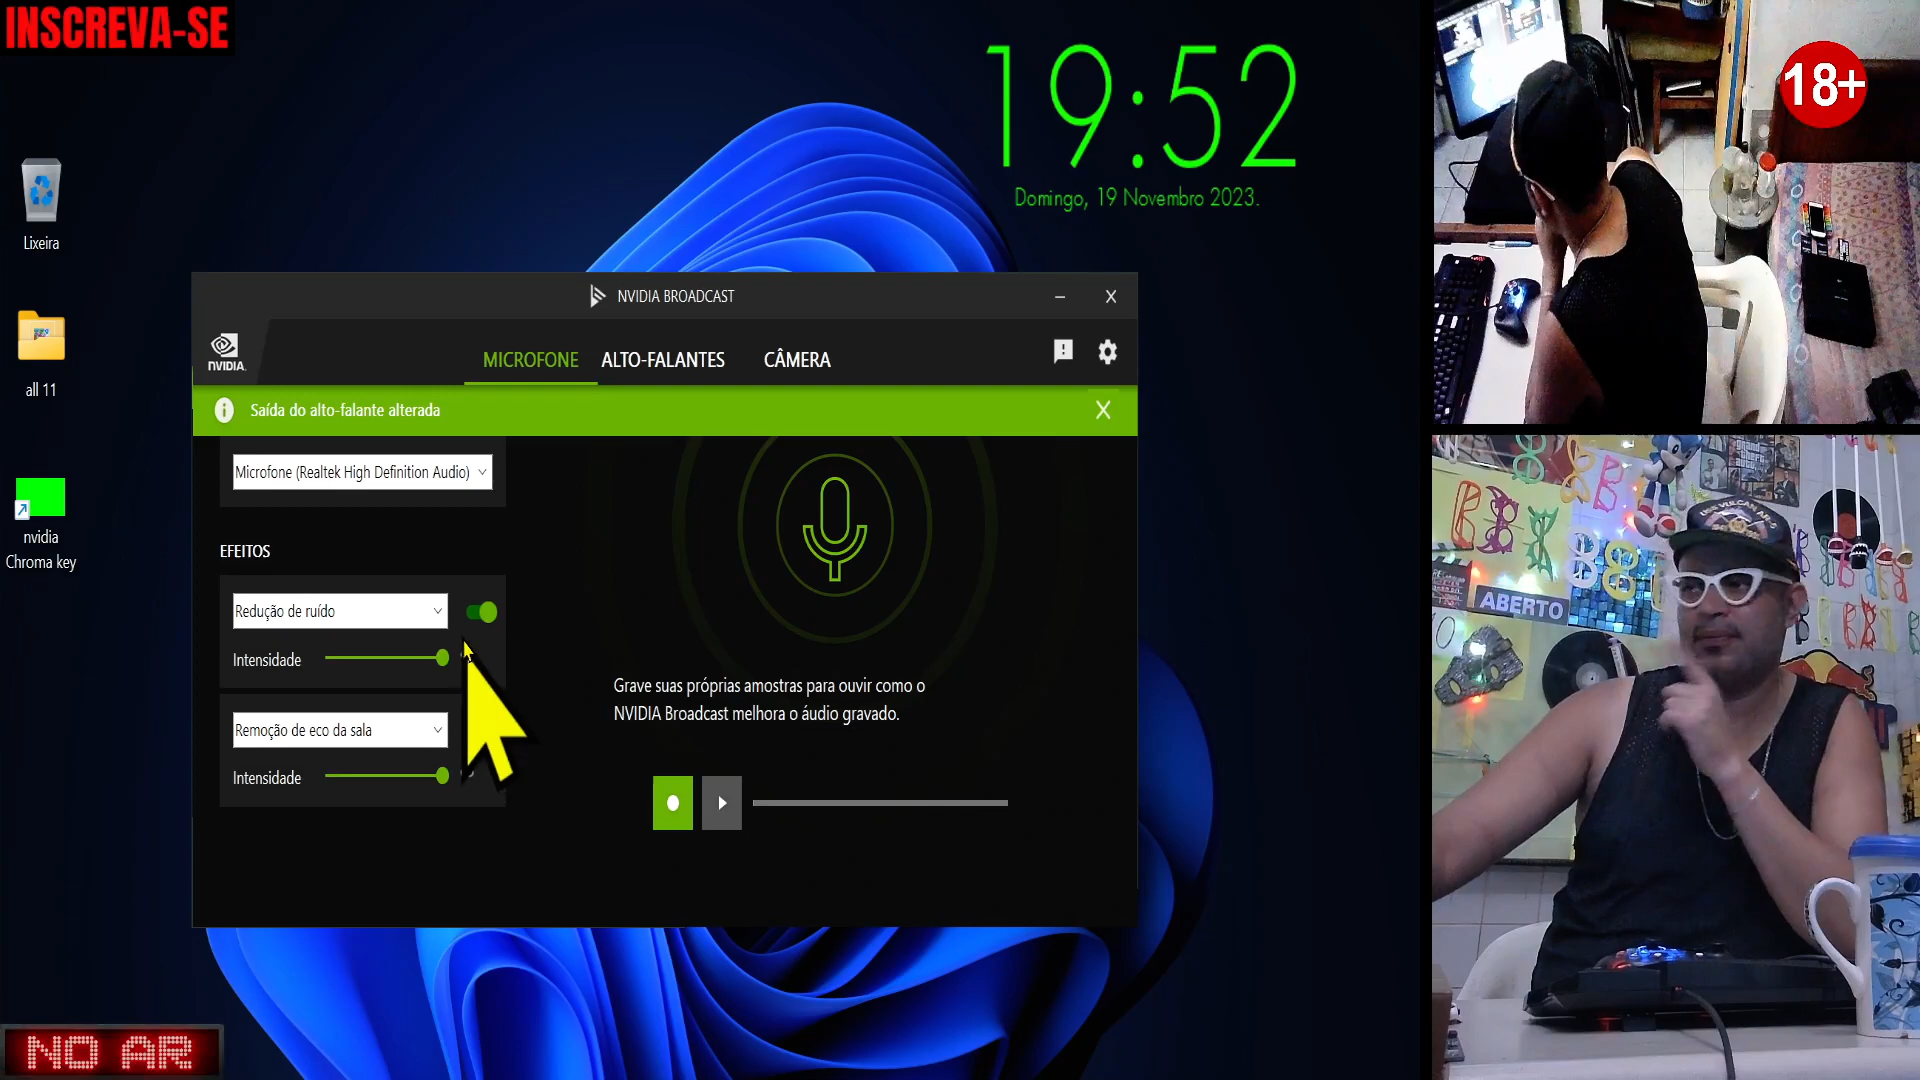 INSCREVA-SE
19:52
Domingo, 19 Novembro 2023.
18+
Lixeira
all 11
nvidia
Chroma key
NVIDIA BROADCAST
NVIDIA.
MICROFONE
ALTO-FALANTES
CÂMERA
Saída do alto-falante alterada
Microfone (Realtek High Definition Audio)
EFEITOS
Redução de ruído
Intensidade
Remoção de eco da sala
Intensidade
Grave suas próprias amostras para ouvir como o
NVIDIA Broadcast melhora o áudio gravado.
ABERTO
NO AR